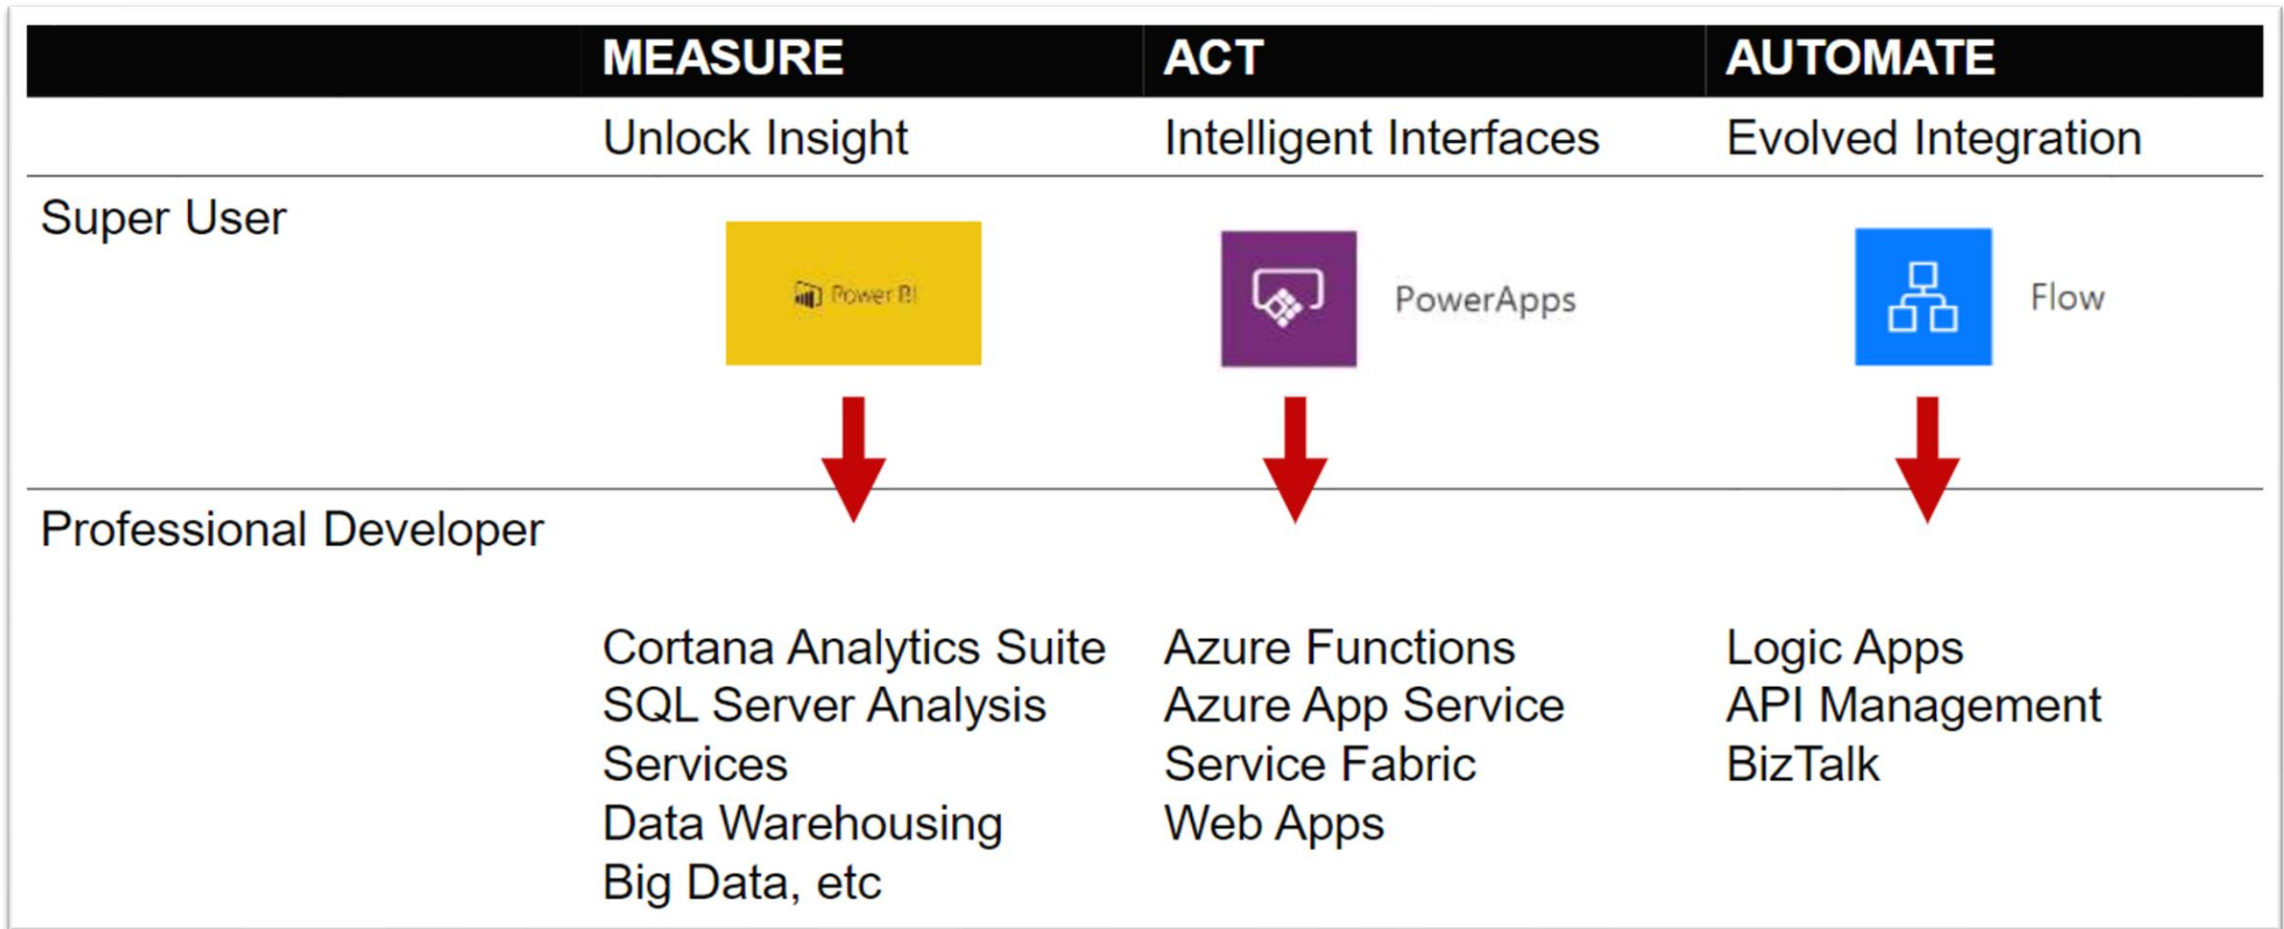 MEASURE ACT AUTOMATE
Unlock Insight Intelligent Interfaces Evolved Integration
Super User
Power BI
PowerApps
Flow
Professional Developer
Cortana Analytics Suite
SQL Server Analysis
Services
Data Warehousing
Big Data, etc
Azure Functions
Azure App Service
Service Fabric
Web Apps
Logic Apps
API Management
BizTalk